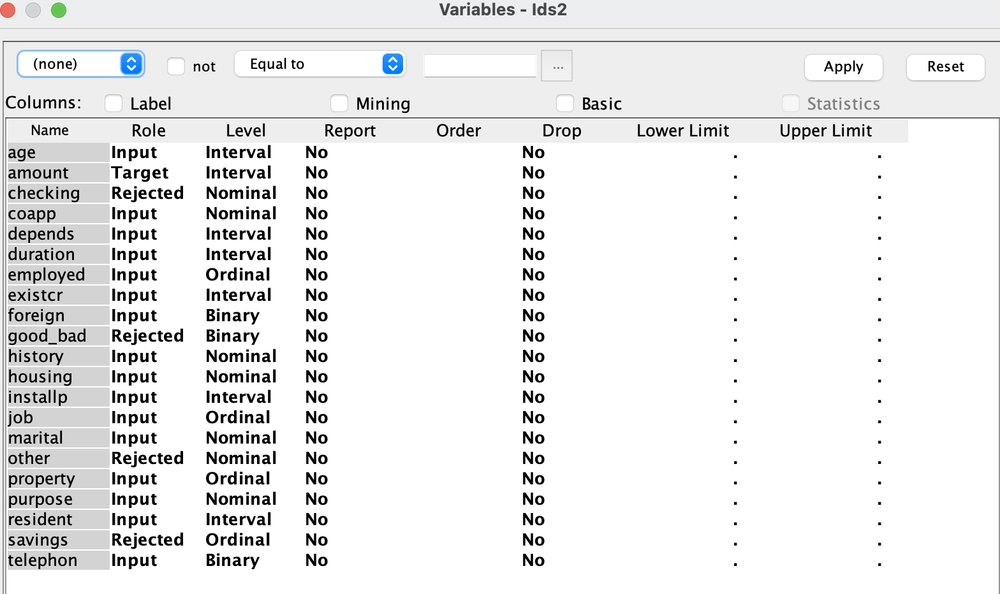 Variables - Ids2
(none) not Equal to ... Apply Reset
Columns: Label Mining Basic Statistics
Name Role Level Report Order Drop Lower Limit Upper Limit
age Input Interval No No . .
amount Target Interval No No . .
checking Rejected Nominal No No . .
coapp Input Nominal No No . .
depends Input Interval No No . .
duration Input Interval No No . .
employed Input Ordinal No No . .
existcr Input Interval No No . .
foreign Input Binary No No . .
good_bad Rejected Binary No No . .
history Input Nominal No No . .
housing Input Nominal No No . .
installp Input Interval No No . .
job Input Ordinal No No . .
marital Input Nominal No No . .
other Rejected Nominal No No . .
property Input Ordinal No No . .
purpose Input Nominal No No . .
resident Input Interval No No . .
savings Rejected Ordinal No No . .
telephon Input Binary No No . .